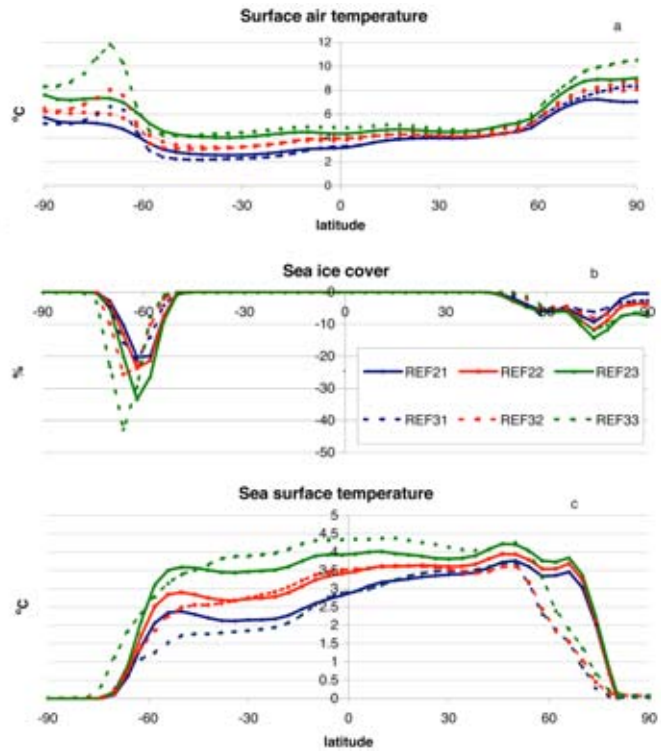 Surface air temperature
a
12
10
8
6
4
2
0
°C
-90 -60 -30 0 30 60 90
latitude
Sea ice cover
b
0
-10
-20
-30
-40
-50
%
-90 -60 -30 0 30 90
REF21 REF22 REF23
REF31 REF32 REF33
Sea surface temperature
c
5
4.5
4
3.5
3
2.5
2
1.5
1
0.5
0
°C
-90 -60 -30 0 30 60 90
latitude